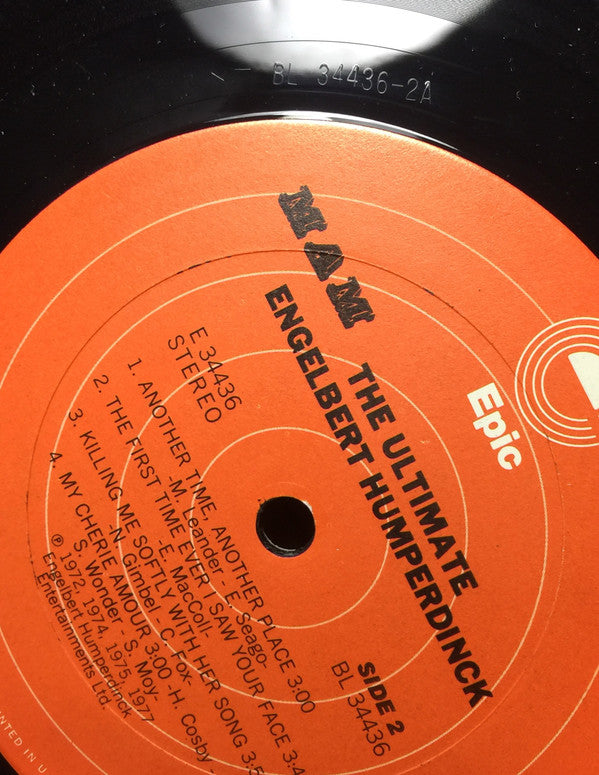 BL 34436-2A
MAM
THE ULTIMATE
ENGELBERT HUMPERDINCK
Epic
E 34436
STEREO
SIDE 2
BL 34436
1. ANOTHER TIME, ANOTHER PLACE 3:00
-M. Leander - E. Seago-
2. THE FIRST TIME EVER I SAW YOUR FACE
-E. MacColl-
3. KILLING ME SOFTLY WITH HER SONG
-N. Gimbel - C. Fox-
4. MY CHERIE AMOUR 3:00 -H. Cosby -
S. Wonder - S. Moy-
℗ 1972, 1974, 1975, 1977
Engelbert Humperdinck
Entertainments Ltd.